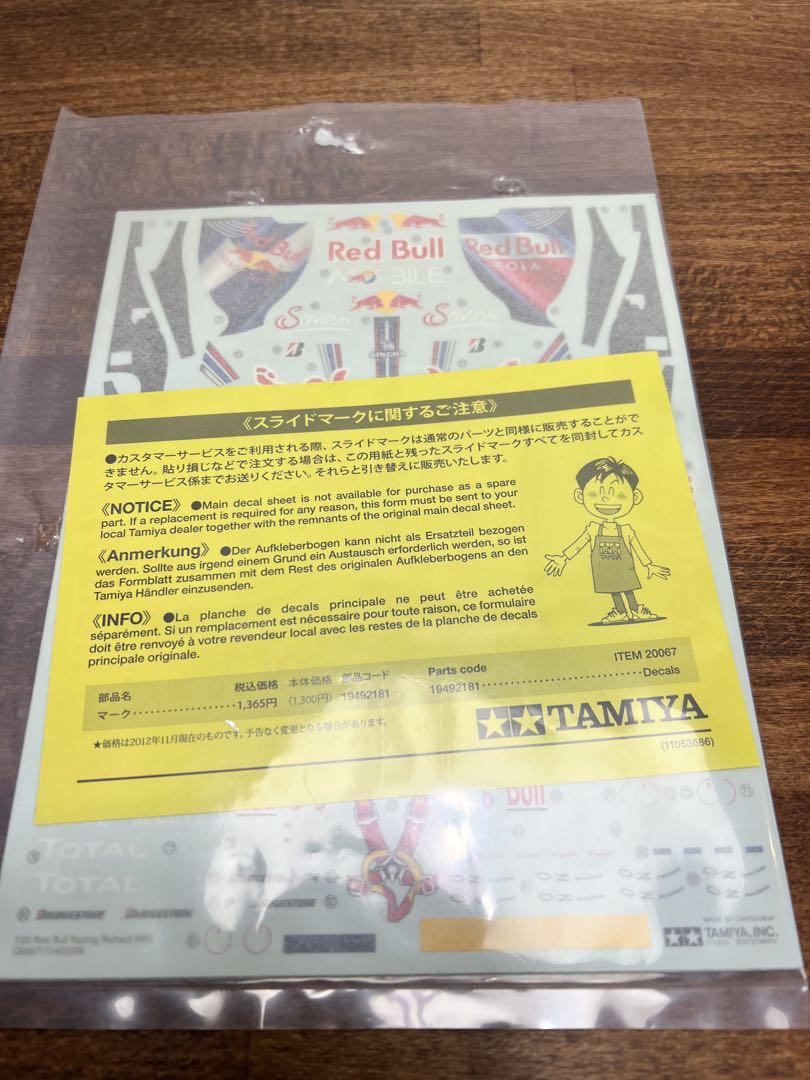 Red Bull
Red Bull
Red Bull
MOBILE
COLA
SINGHA
《スライドマークに関するご注意》
●カスタマーサービスをご利用される際、スライドマークは通常のパーツと同様に販売することがで
きません。貼り損じなどで注文する場合は、この用紙と残ったスライドマークすべてを同封してカス
タマーサービス係までお送りください。それらと引き替えに販売いたします。
《NOTICE》 ●Main decal sheet is not available for purchase as a spare
part. If a replacement is required for any reason, this form must be sent to your
local Tamiya dealer together with the remnants of the original main decal sheet.
《Anmerkung》 ●Der Aufkleberbogen kann nicht als Ersatzteil bezogen
werden. Sollte aus irgend einem Grund ein Austausch erforderlich werden, so ist
das Formblatt zusammen mit dem Rest des originalen Aufkleberbogens an den
Tamiya Händler einzusenden.
《INFO》 ●La planche de decals principale ne peut être achetée
séparément. Si un remplacement est nécessaire pour toute raison, ce formulaire
doit être renvoyé à votre revendeur local avec les restes de la planche de decals
principale originale.
ITEM 20067
部品名 税込価格 本体価格 部品コード Parts code
マーク··················1,365円 (1,300円) 19492181 19492181··························Decals
★価格は2012年11月現在のものです。予告なく変更となる場合があります。
TAMIYA
(11053586)
Bull
TOTAL
TOTAL
OZ RACING
BRIDGESTONE BRIDGESTONE BRIDGESTONE
1/20 Red Bull Racing Renault RB6
MADE BY CARTOGRAF
TAMIYA, INC.